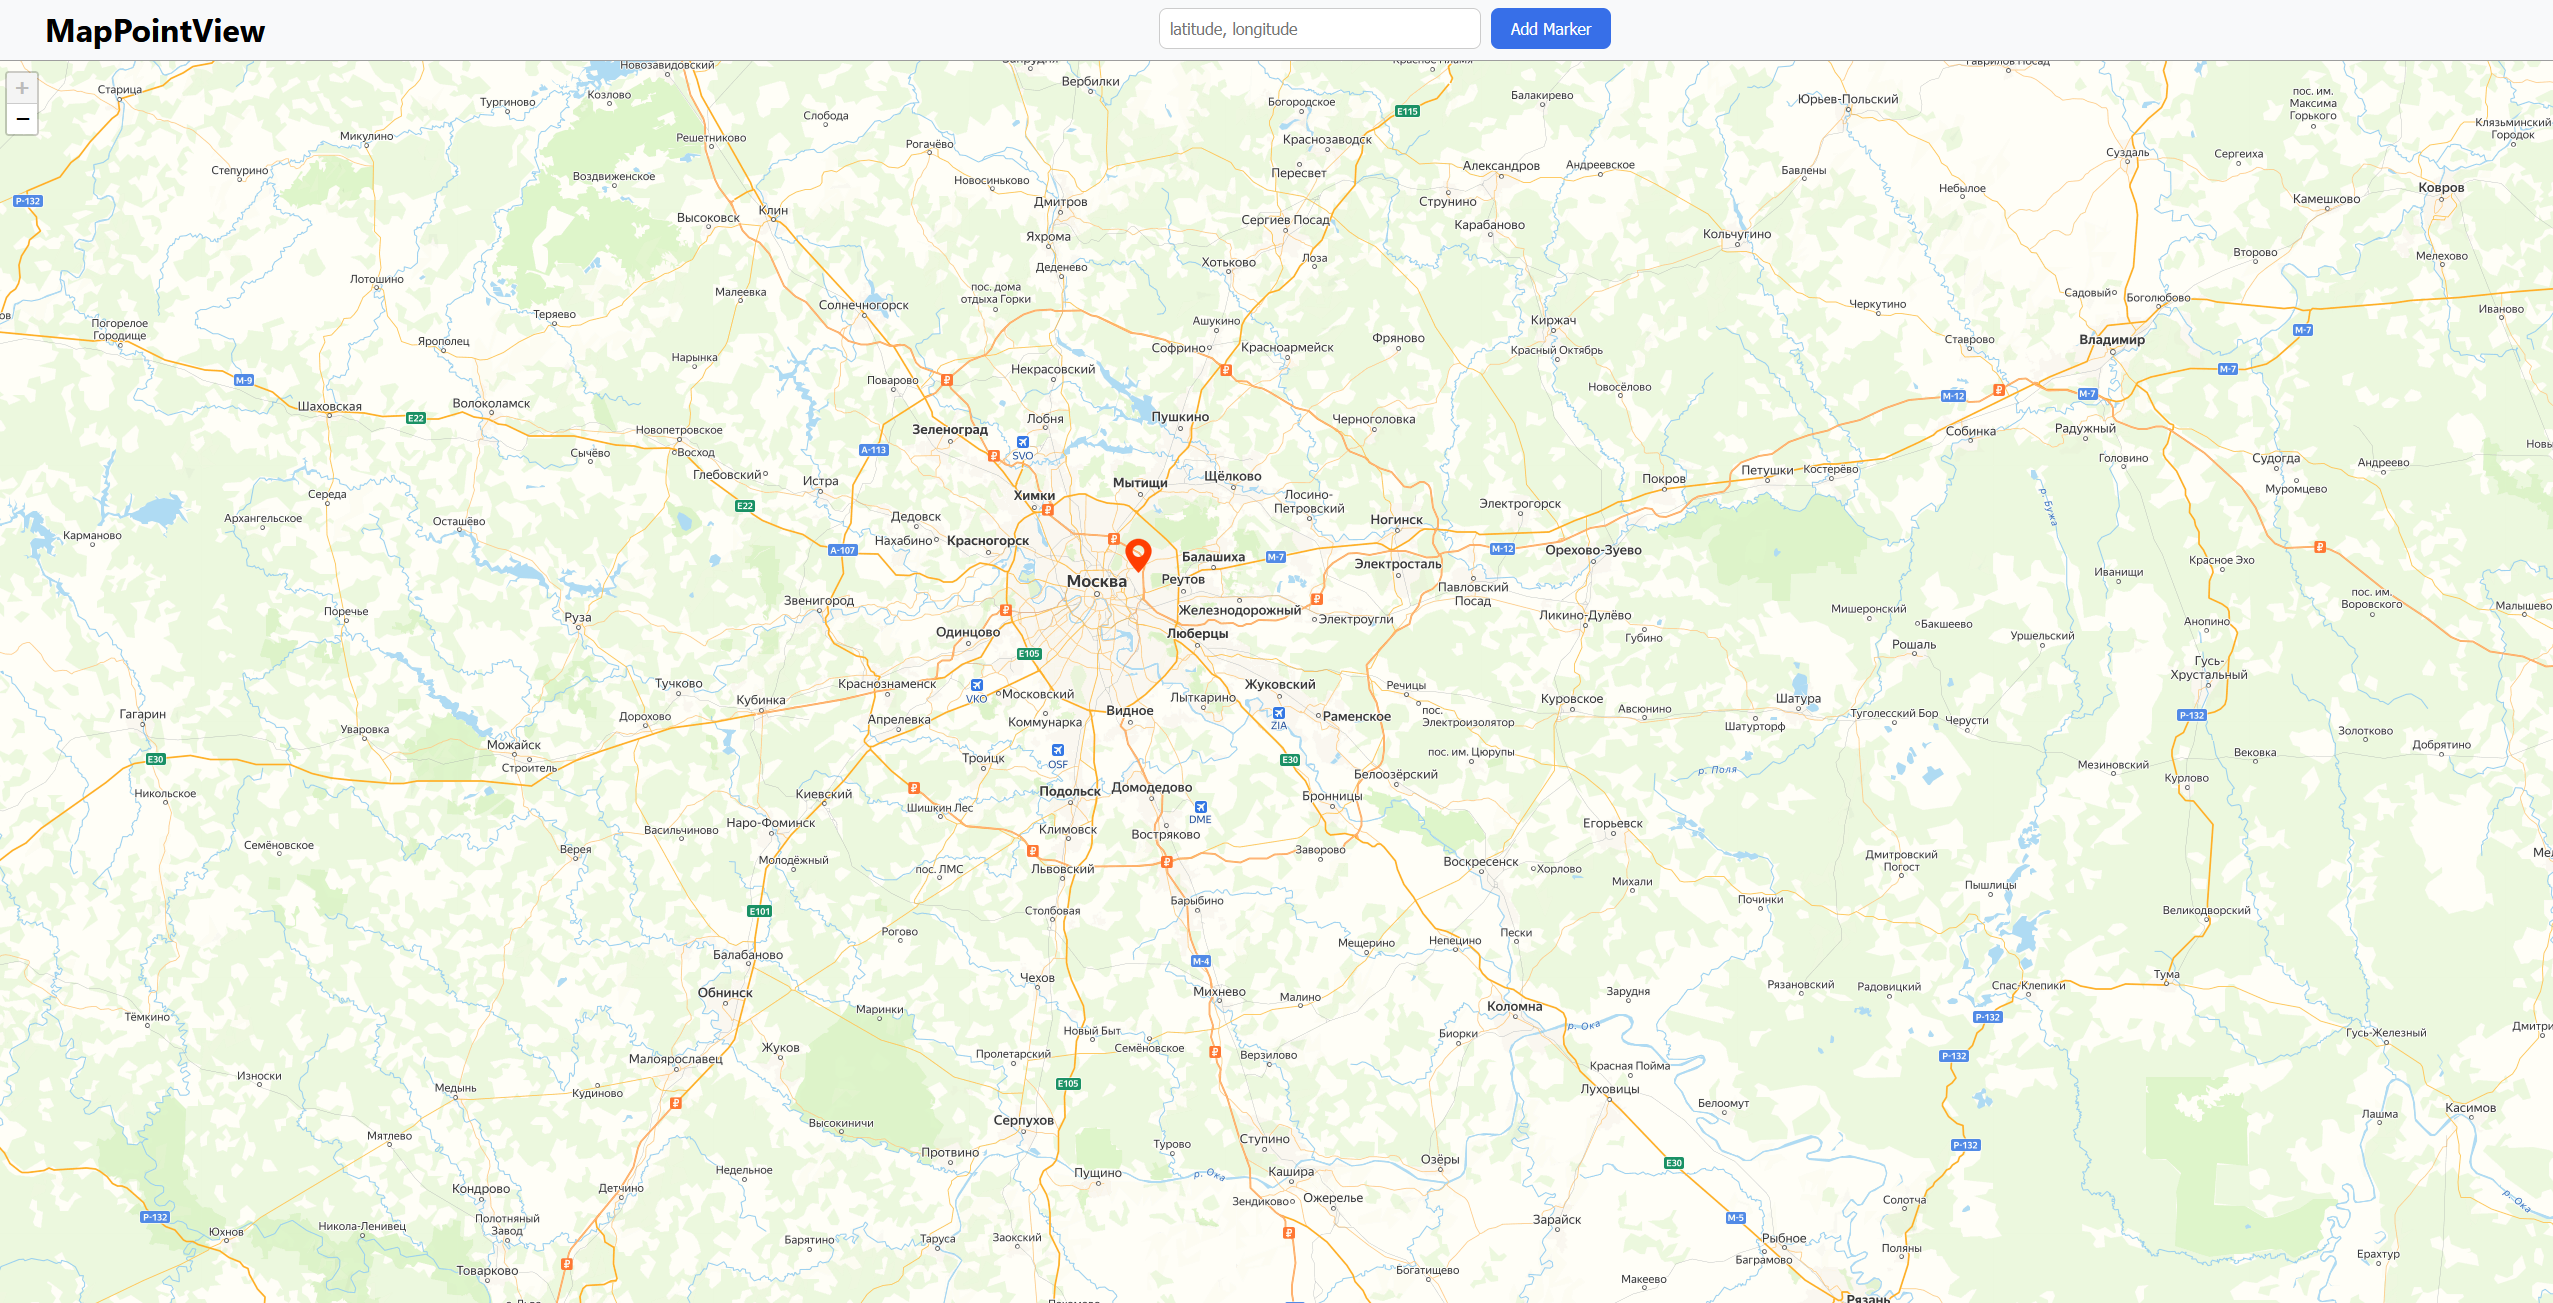 MapPointView
latitude, longitude
Add Marker
+
−
Новозавидовский
Вербилки
Старица
Тургиново
Козлово
Богородское
E115
Балакирево
Юрьев-Польский
пос. им.
Максима
Горького
Клязьминский
Городок
Микулино
Решетниково
Слобода
Рогачёво
Краснозаводск
Суздаль
Сергеиха
Степурино
Воздвиженское
Новосиньково
Пересвет
Александров
Андреевское
Бавлены
Небылое
Ковров
Р-132
Высоковск
Клин
Дмитров
Сергиев Посад
Струнино
Карабаново
Камешково
Яхрома
Кольчугино
Второво
Мелехово
Лотошино
Деденево
Хотьково
Лоза
Малеевка
пос. дома
отдыха Горки
Солнечногорск
Черкутино
Садовый
Боголюбово
Иваново
Погорелое
Городище
Теряево
Ашукино
Киржач
М-7
Ярополец
Нарынка
Софрино
Красноармейск
Фряново
Красный Октябрь
Ставрово
Владимир
М-9
Поварово
Некрасовский
Новосёлово
М-12
М-7
М-7
Шаховская
E22
Волоколамск
Лобня
Пушкино
Черноголовка
Новопетровское
Зеленоград
Собинка
Радужный
Сычёво
Восход
А-113
SVO
Глебовский
Истра
Мытищи
Щёлково
Петушки
Костерёво
Головино
Судогда
Андреево
Середа
E22
Химки
Лосино-
Петровский
Покров
Муромцево
Архангельское
Осташёво
Дедовск
Ногинск
Электрогорск
р. Бужа
Карманово
Нахабино
Красногорск
А-107
Балашиха
М-7
М-12
Орехово-Зуево
Электросталь
Красное Эхо
Москва
Реутов
Павловский
Посад
Иванищи
Поречье
Руза
Звенигород
Железнодорожный
Электроугли
Ликино-Дулёво
Мишеронский
пос. им.
Воровского
Малышево
Одинцово
Люберцы
Губино
Бакшеево
Уршельский
Анопино
E105
Рошаль
Гусь-
Хрустальный
Тучково
Кубинка
Краснознаменск
VKO
Московский
Лыткарино
Жуковский
Речицы
Куровское
Шатура
Гагарин
Уваровка
Дорохово
Апрелевка
Коммунарка
Видное
ZIA
Раменское
пос.
Электроизолятор
Авсюнино
Шатурторф
Туголесский Бор
Черусти
Р-132
Золотково
E30
Можайск
Строитель
Троицк
OSF
E30
пос. им. Цюрупы
р. Поля
Мезиновский
Вековка
Добрятино
Никольское
Киевский
Подольск
Домодедово
Белоозёрский
Курлово
Шишкин Лес
DME
Бронницы
Васильчиново
Наро-Фоминск
Климовск
Востряково
Егорьевск
Семёновское
Верея
Молодёжный
пос. ЛМС
Львовский
Заворово
Воскресенск
Хорлово
Дмитровский
Погост
Михали
Пышлицы
E101
Столбовая
Барыбино
Починки
Великодворский
Рогово
Мещерино
Непецино
Пески
Балабаново
М-4
Обнинск
Чехов
Михнево
Малино
Зарудня
Рязановский
Радовицкий
Спас-Клепики
Тума
Тёмкино
Маринки
Коломна
р. Ока
Р-132
Жуков
Новый Быт
Семёновское
Биорки
Гусь-Железный
Малоярославец
Пролетарский
Верзилово
Красная Пойма
Р-132
Износки
Медынь
Кудиново
E105
Луховицы
Белоомут
Лашма
Касимов
Высокиничи
Серпухов
Мятлево
Протвино
Турово
Ступино
Р-132
Недельное
Пущино
р. Ока
Кашира
Озёры
E30
Кондрово
Детчино
Зендиково
Ожерелье
Солотча
р. Ока
Р-132
Юхнов
Никола-Ленивец
Полотняный
Завод
Барятино
Таруса
Заокский
Зарайск
М-5
Рыбное
Баграмово
Поляны
Ерахтур
Товарково
Богатищево
Макеево
Рязань